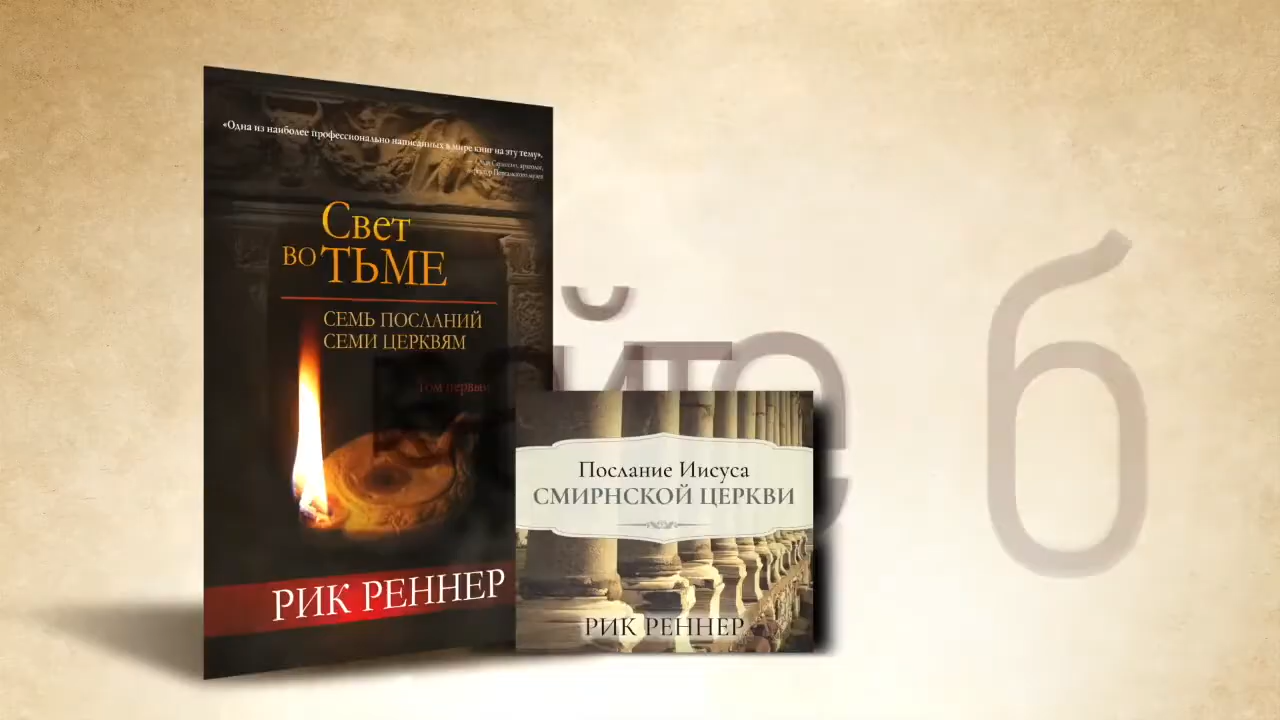 «Одна из наиболее профессионально написанных в мире книг на эту тему».
Свет
ВО ТЬМЕ
СЕМЬ ПОСЛАНИЙ
СЕМИ ЦЕРКВЯМ
Том первый
РИК РЕННЕР
Послание Иисуса
СМИРНСКОЙ ЦЕРКВИ
РИК РЕННЕР
б